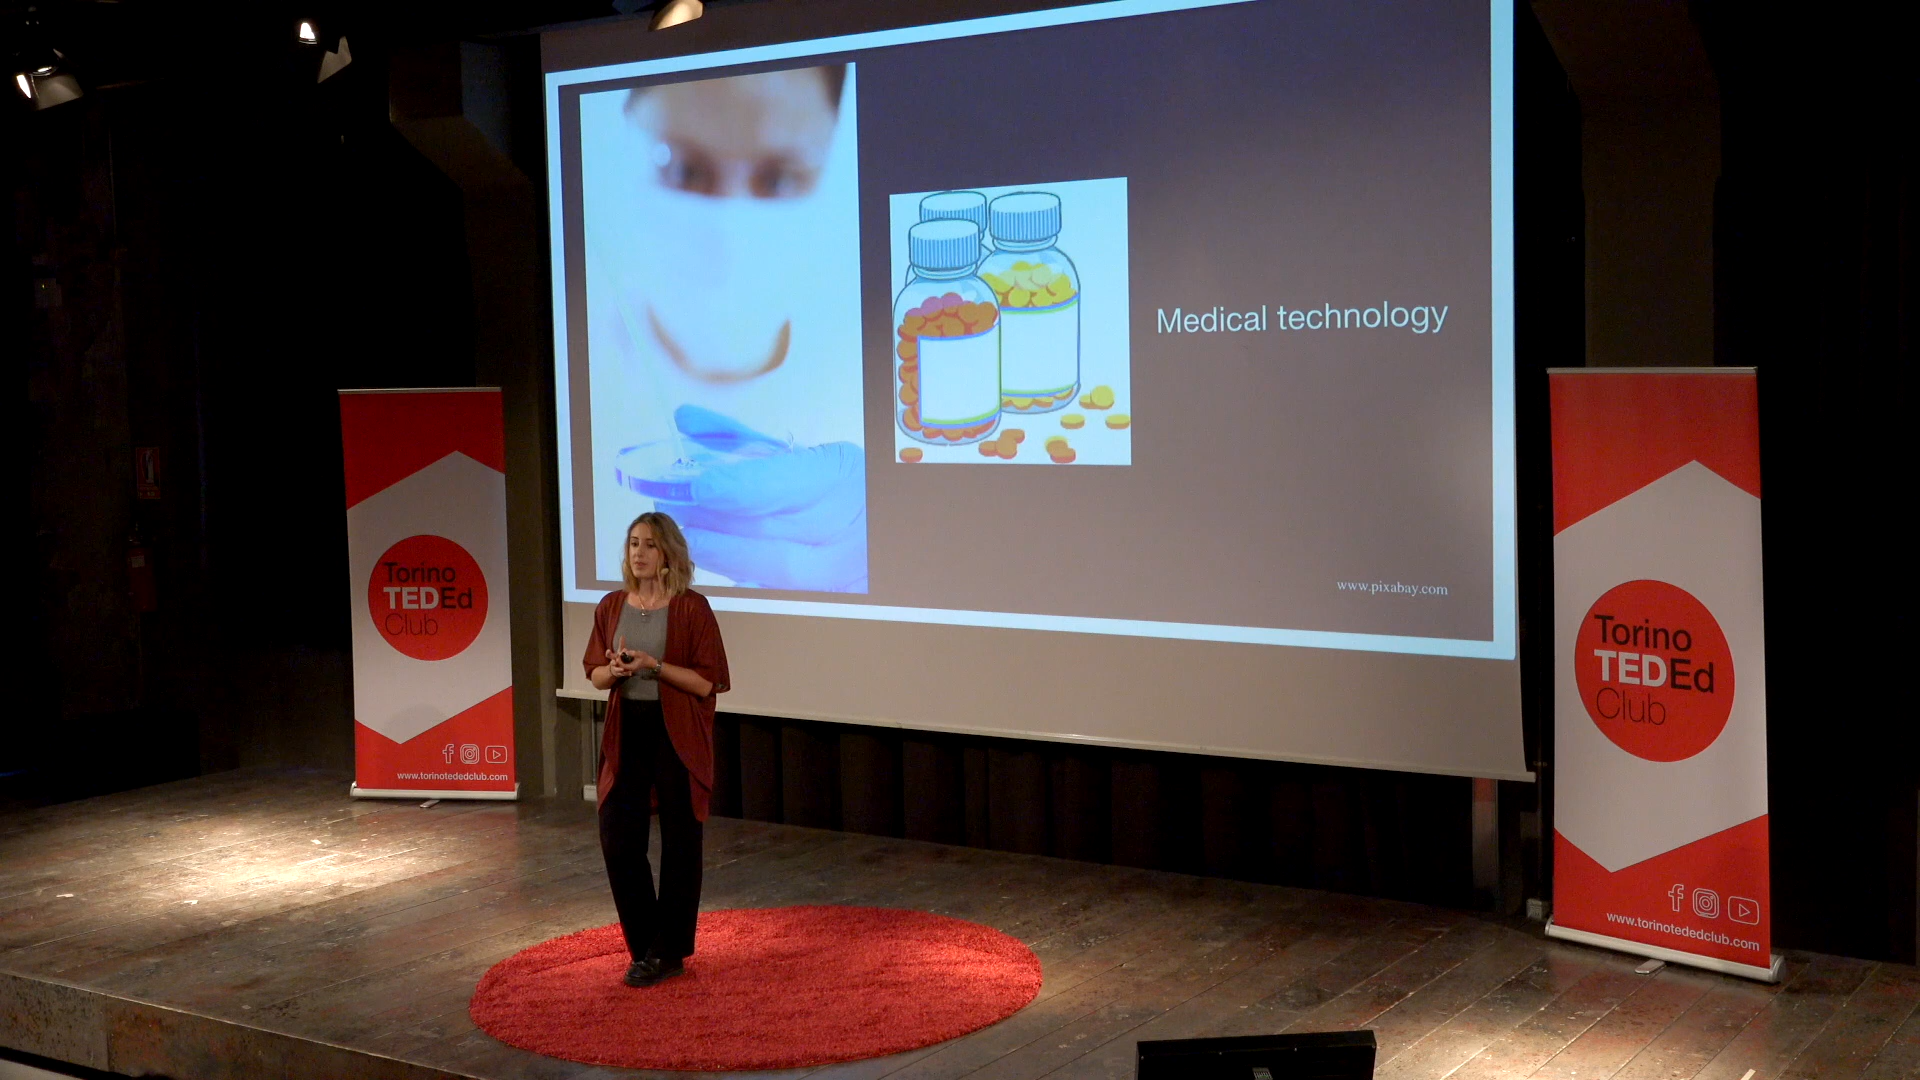 Medical technology
www.pixabay.com
Torino
TEDEd
Club
www.torinotededclub.com
Torino
TEDEd
Club
www.torinotededclub.com